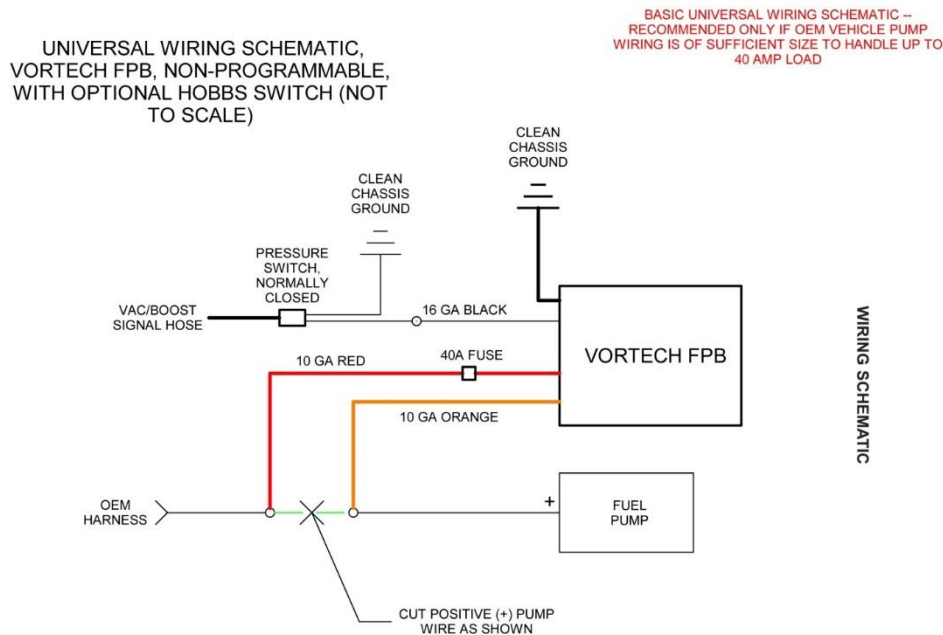 BASIC UNIVERSAL WIRING SCHEMATIC --
RECOMMENDED ONLY IF OEM VEHICLE PUMP
WIRING IS OF SUFFICIENT SIZE TO HANDLE UP TO
40 AMP LOAD
UNIVERSAL WIRING SCHEMATIC,
VORTECH FPB, NON-PROGRAMMABLE,
WITH OPTIONAL HOBBS SWITCH (NOT
TO SCALE)
CLEAN
CHASSIS
GROUND
CLEAN
CHASSIS
GROUND
PRESSURE
SWITCH,
NORMALLY
CLOSED
VAC/BOOST
SIGNAL HOSE
16 GA BLACK
VORTECH FPB
WIRING SCHEMATIC
10 GA RED
40A FUSE
10 GA ORANGE
OEM
HARNESS
+
FUEL
PUMP
CUT POSITIVE (+) PUMP
WIRE AS SHOWN